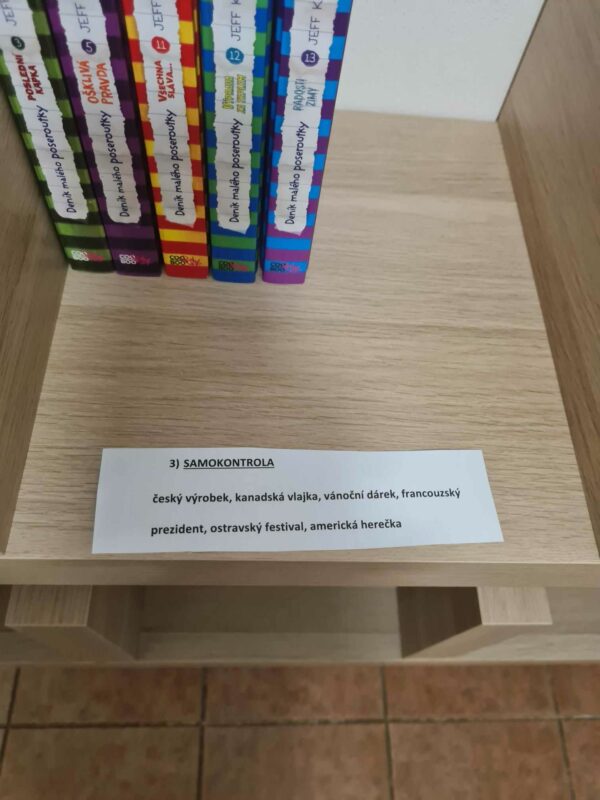 POSLEDNÍ KAPKA
JEFF
Deník malého poseroutky
5 JEFF
OŠKLIVÁ PRAVDA
Deník malého poseroutky
11 JEFF
VŠECHNA SLÁVA...
Deník malého poseroutky
12 JEFF K
Deník malého poseroutky
13 JEFF K
RADOSTI ZIMY
Deník malého poseroutky
3) SAMOKONTROLA
český výrobek, kanadská vlajka, vánoční dárek, francouzský
prezident, ostravský festival, americká herečka